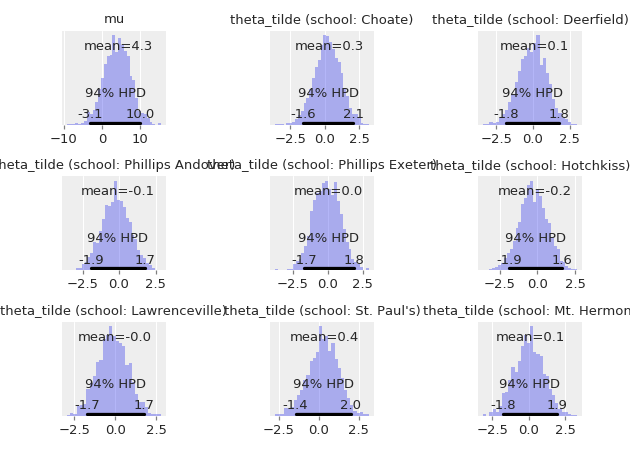 mu
theta_tilde (school: Choate)
theta_tilde (school: Deerfield)
mean=4.3
mean=0.3
mean=0.1
94% HPD
94% HPD
94% HPD
-3.1 10.0
-1.6 2.1
-1.8 1.8
−10 0 10
−2.5 0.0 2.5
−2.5 0.0 2.5
heta_tilde (school: Phillips Andover)
theta_tilde (school: Phillips Exeter)
theta_tilde (school: Hotchkiss)
mean=-0.1
mean=0.0
mean=-0.2
94% HPD
94% HPD
94% HPD
-1.9 1.7
-1.7 1.8
-1.9 1.6
−2.5 0.0 2.5
−2.5 0.0 2.5
−2.5 0.0 2.5
theta_tilde (school: Lawrenceville)
theta_tilde (school: St. Paul's)
theta_tilde (school: Mt. Hermon
mean=-0.0
mean=0.4
mean=0.1
94% HPD
94% HPD
94% HPD
-1.7 1.7
-1.4 2.0
-1.8 1.9
−2.5 0.0 2.5
−2.5 0.0 2.5
−2.5 0.0 2.5